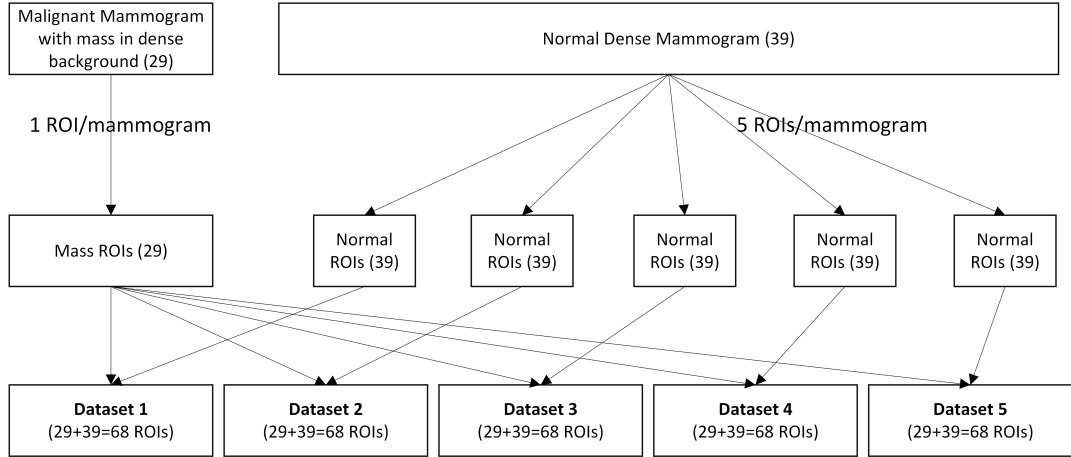 Malignant Mammogram
with mass in dense
background (29)
Normal Dense Mammogram (39)
1 ROI/mammogram
5 ROIs/mammogram
Mass ROIs (29)
Normal
ROIs (39)
Normal
ROIs (39)
Normal
ROIs (39)
Normal
ROIs (39)
Normal
ROIs (39)
Dataset 1
(29+39=68 ROIs)
Dataset 2
(29+39=68 ROIs)
Dataset 3
(29+39=68 ROIs)
Dataset 4
(29+39=68 ROIs)
Dataset 5
(29+39=68 ROIs)